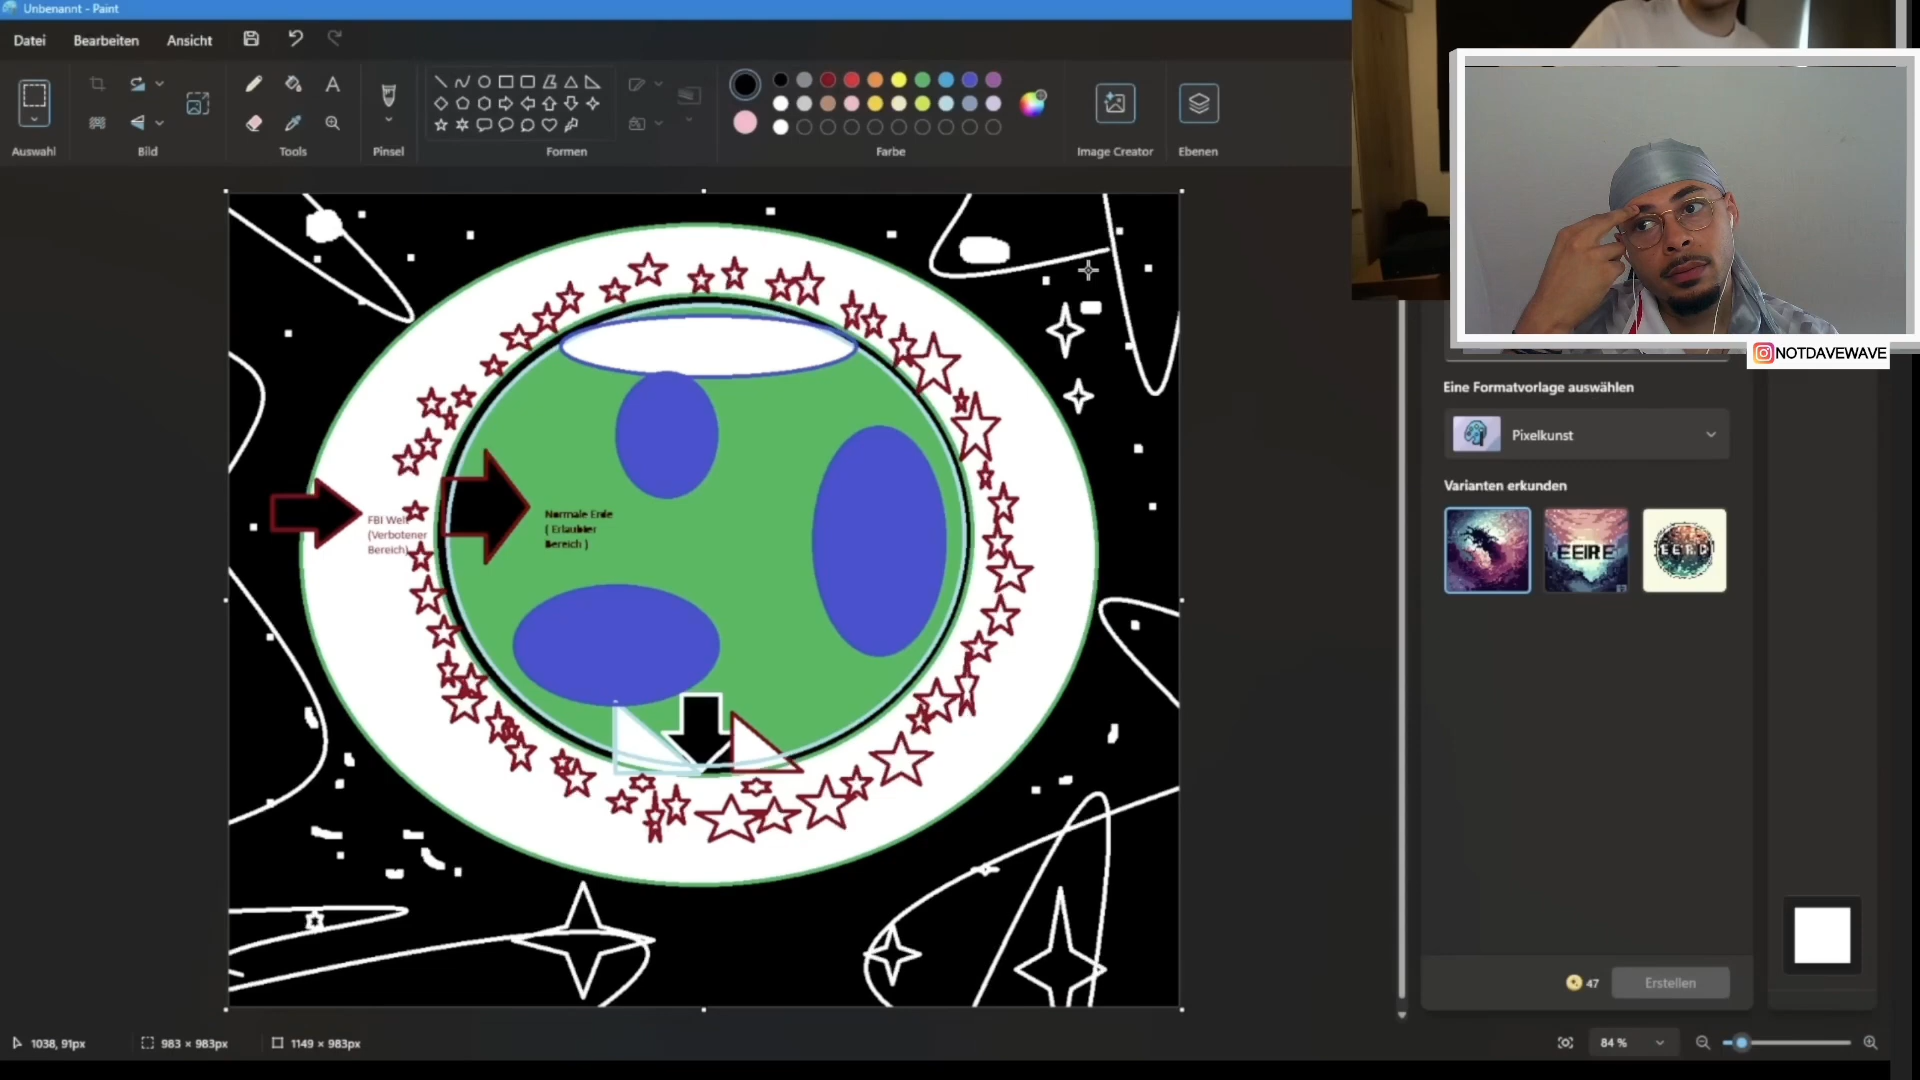 Unbenannt - Paint
Datei Bearbeiten Ansicht
Auswahl Bild Tools Pinsel Formen Farbe Image Creator Ebenen
NOTDAVEWAVE
Eine Formatvorlage auswählen
Pixelkunst
Varianten erkunden
EEIRE
FBI Welt
(Verbotener
Bereich)
Normale Erde
( Erlaubter
Bereich )
47 Erstellen
1038, 91px 983 × 983px 1149 × 983px 84 %